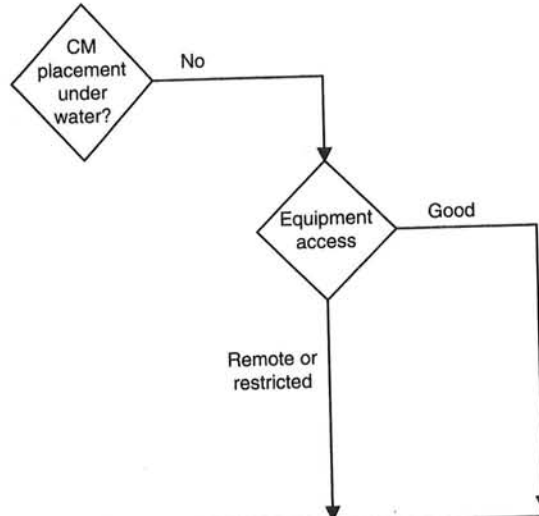 CM
placement
under
water?
No
Equipment
access
Good
Remote or
restricted